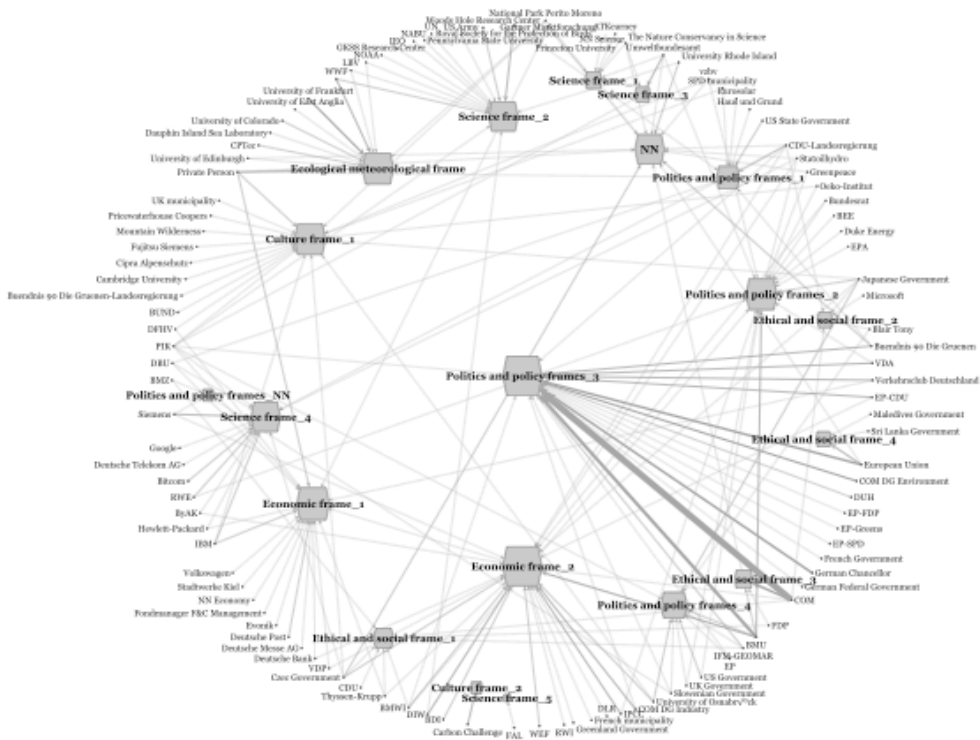 National Park Perito Moreno
Woods Hole Research Center
UN
US Army
NABU
Royal Society for the Protection of Birds
IEO
Pennsylvania State University
ATKearney
The Nature Conservancy in Science
Princeton University
Umweltbundesamt
GKSS ResearchCenter
NOAA
LBV
WWF
University Rhode Island
vzbv
SPD municipality
Eurosolar
Haus und Grund
Science frame_1
Science frame_3
Science frame_2
University of Frankfurt
University of East Anglia
University of Colorado
Dauphin Island Sea Laboratory
CPTec
University of Edinburgh
Private Person
US State Government
NN
CDU-Landesregierung
Statoilhydro
Greenpeace
Oeko-Institut
Bundesrat
BEE
Duke Energy
EPA
Ecological meteorological frame
Politics and policy frames_1
UK municipality
Pricewaterhouse Coopers
Mountain Wilderness
Fujitsu Siemens
Cipra Alpenschutz
Cambridge University
Buendnis 90 Die Gruenen-Landesregierung
BUND
DFHV
PIK
DBU
BMZ
Culture frame_1
Politics and policy frames_2
Japanese Government
Microsoft
Ethical and social frame_2
Blair Tony
Buendnis 90 Die Gruenen
VDA
Verkehrsclub Deutschland
EP-CDU
Maledives Government
Sri Lanka Government
Politics and policy frames_3
Politics and policy frames_NN
Science frame_4
Siemens
Google
Deutsche Telekom AG
Bitcom
RWE
ByAK
Hewlett-Packard
IBM
Ethical and social frame_4
European Union
COM DG Environment
DUH
EP-FDP
EP-Greens
EP-SPD
French Government
German Chancellor
German Federal Government
COM
Economic frame_1
Economic frame_2
Ethical and social frame_3
Politics and policy frames_4
Volkswagen
Stadtwerke Kiel
NN Economy
Fondmanager F&C Management
Evonik
Deutsche Post
Deutsche Messe AG
Deutsche Bank
VDP
Czec Government
CDU
Thyssen-Krupp
BMWI
DIW
BDI
Ethical and social frame_1
Culture frame_2
Science frame_5
Carbon Challenge
FAL
WEF
RWI
FDP
BMU
IFM-GEOMAR
EP
US Government
UK Government
Slovenian Government
COM DG Industry
DLR
IPCC
French municipality
Greenland Government